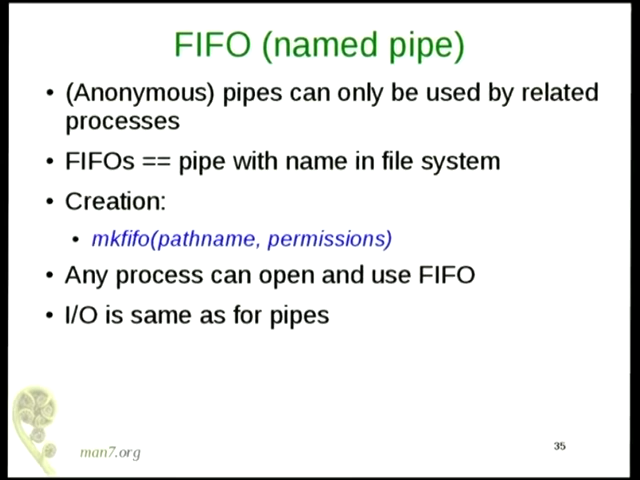 FIFO (named pipe)
• (Anonymous) pipes can only be used by related
processes
• FIFOs == pipe with name in file system
• Creation:
• mkfifo(pathname, permissions)
• Any process can open and use FIFO
• I/O is same as for pipes
man7.org
35